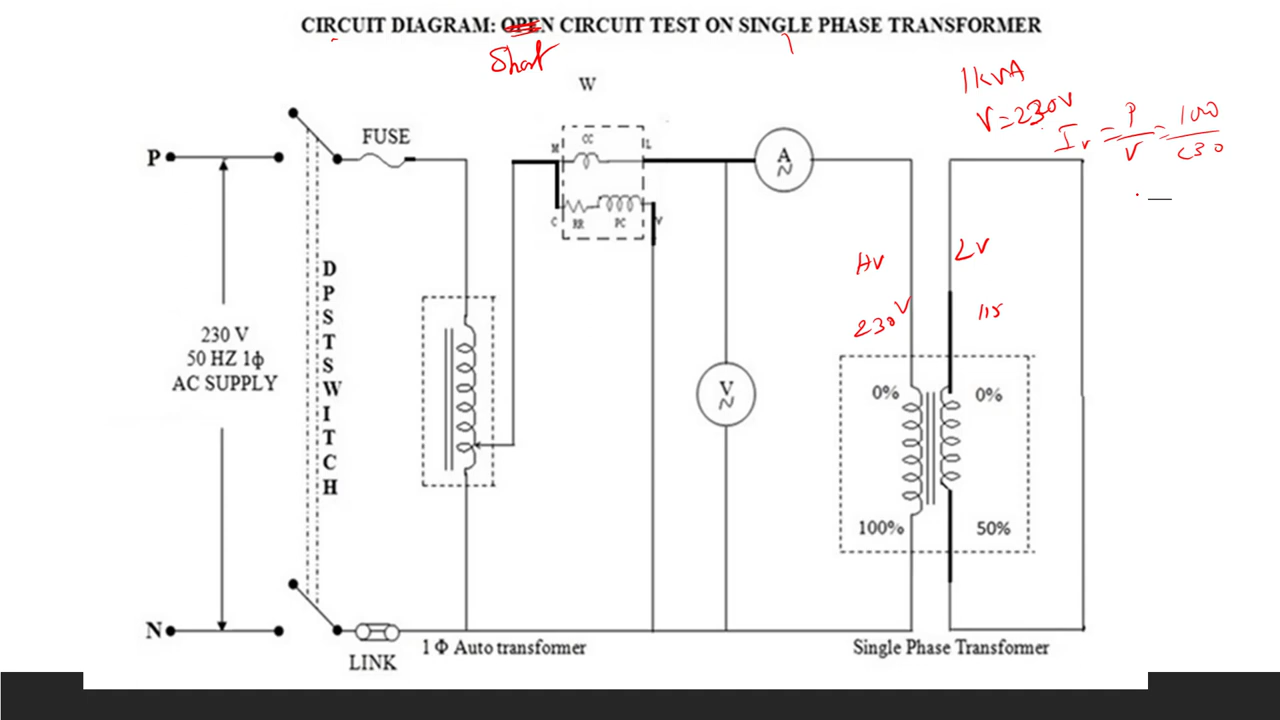 CIRCUIT DIAGRAM: OPEN CIRCUIT TEST ON SINGLE PHASE TRANSFORMER
Short
W
1kVA
V=230V
Iv = P/V = 100
FUSE
P
M
CC
L
A
C
RR
PC
V
HV
LV
230V
115
D
P
S
T
S
W
I
T
C
H
230 V
50 HZ 1ϕ
AC SUPPLY
V
0%
0%
100%
50%
N
LINK
1 Φ Auto transformer
Single Phase Transformer